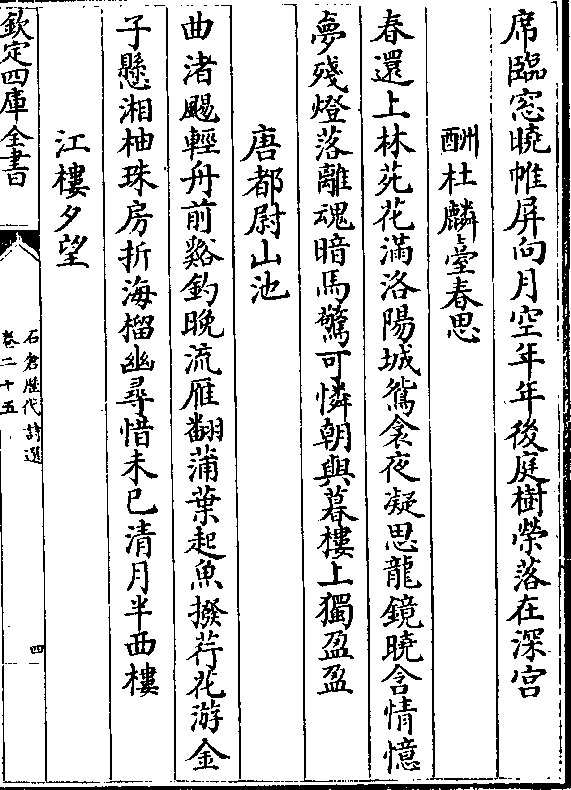 席臨窓曉帷屏向月空年年後庭樹榮落在深宫
酬杜麟臺春思
春還上林苑花滿洛陽城鴛衾夜凝思龍鏡曉含情憶
夢殘燈落離魂暗馬驚可憐朝與暮樓上獨盈盈
唐都尉山池
曲渚颺輕舟前谿釣晚流雁翻蒲葉起魚撥荇花游金
子懸湘柚珠房折海榴幽尋惜未已清月半西樓
江樓夕望
欽定四庫全書
石倉歷代詩選
卷二十五
四